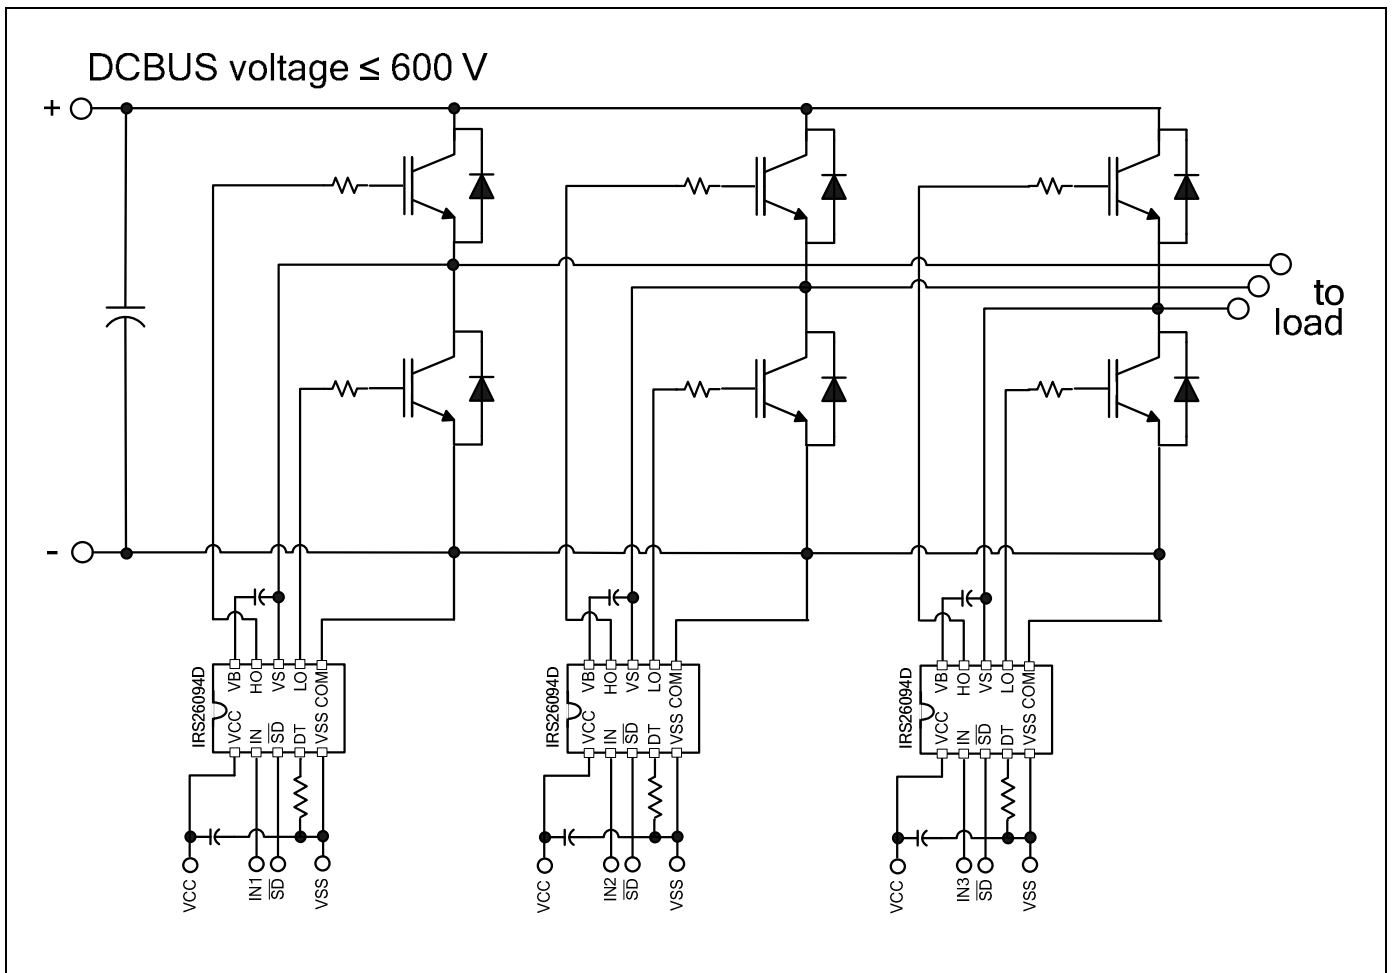 DCBUS voltage ≤ 600 V
+
to
load
-
IRS26094D
VB
HO
VS
LO
COM
VCC
IN
SD
DT
VSS
IRS26094D
VB
HO
VS
LO
COM
VCC
IN
SD
DT
VSS
IRS26094D
VB
HO
VS
LO
COM
VCC
IN
SD
DT
VSS
VCC
IN1
SD
VSS
VCC
IN2
SD
VSS
VCC
IN3
SD
VSS